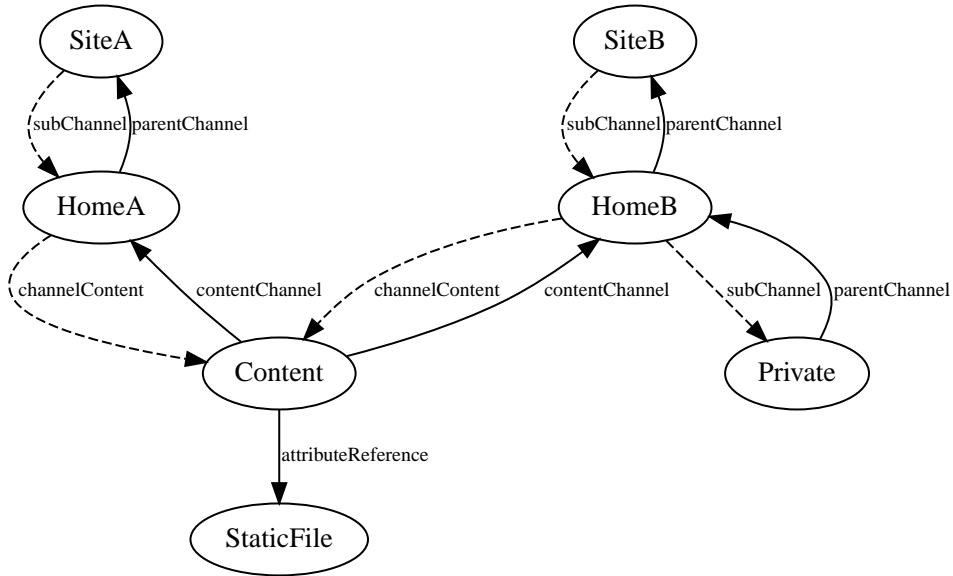 SiteA
SiteB
subChannel
parentChannel
subChannel
parentChannel
HomeA
HomeB
channelContent
contentChannel
channelContent
contentChannel
subChannel
parentChannel
Content
Private
attributeReference
StaticFile